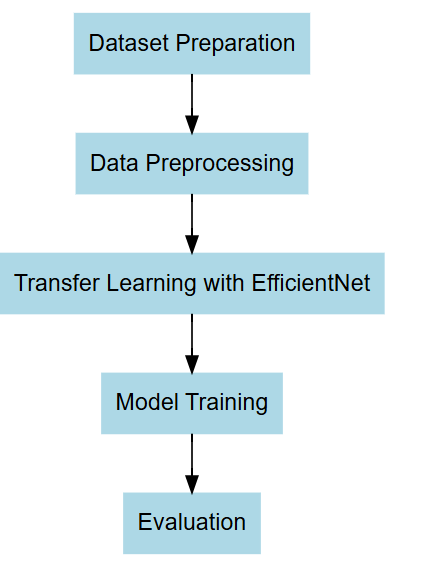 Dataset Preparation
Data Preprocessing
Transfer Learning with EfficientNet
Model Training
Evaluation